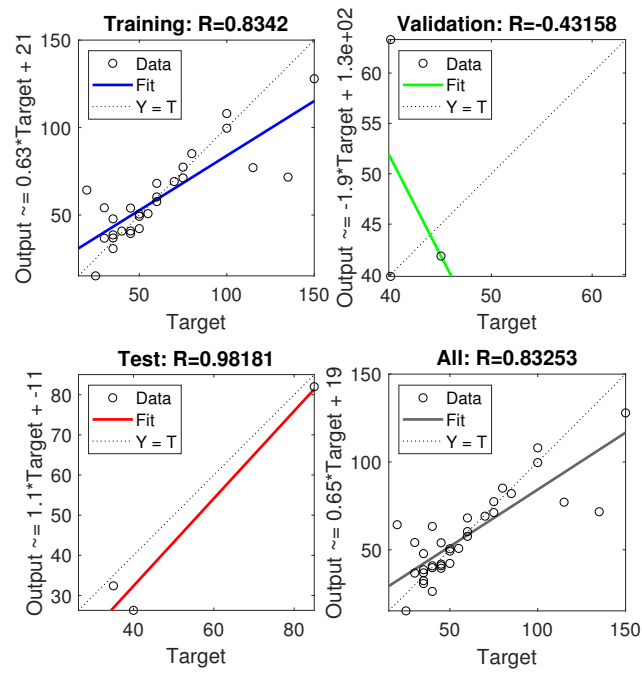 Training: R=0.8342
Output ~= 0.63*Target + 21
150
100
50
Data
Fit
Y = T
50
100
150
Target
Validation: R=-0.43158
Output ~= -1.9*Target + 1.3e+02
60
55
50
45
40
Data
Fit
Y = T
40
50
60
Target
Test: R=0.98181
Output ~= 1.1*Target + -11
80
70
60
50
40
30
Data
Fit
Y = T
40
60
80
Target
All: R=0.83253
Output ~= 0.65*Target + 19
150
100
50
Data
Fit
Y = T
50
100
150
Target